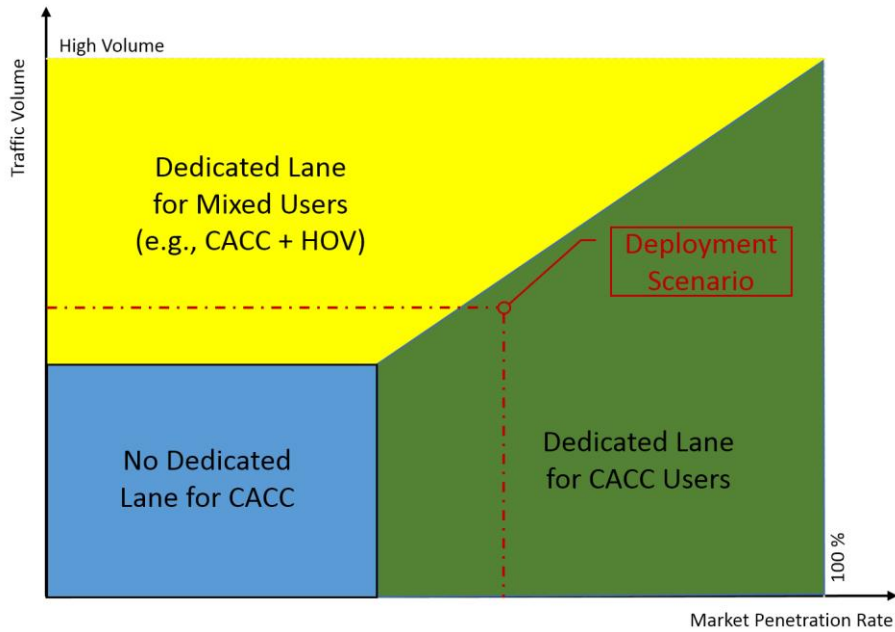 High Volume
Traffic Volume
Dedicated Lane
for Mixed Users
(e.g., CACC + HOV)
Deployment
Scenario
No Dedicated
Lane for CACC
Dedicated Lane
for CACC Users
100 %
Market Penetration Rate